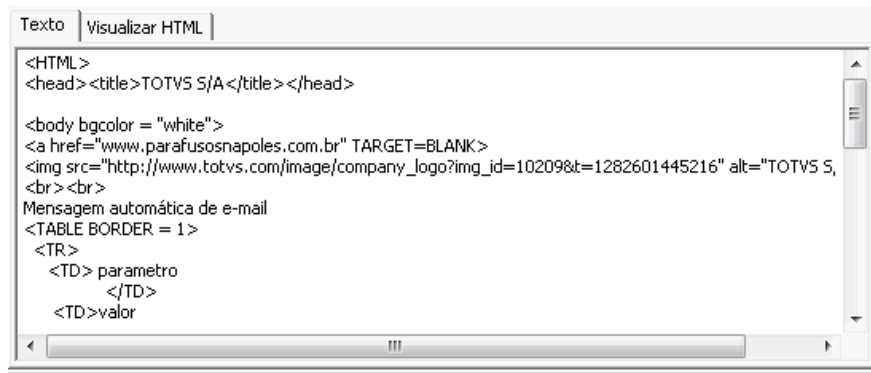 Texto Visualizar HTML
<HTML>
<head><title>TOTVS S/A</title></head>
<body bgcolor = "white">
<a href="www.parafusosnapoles.com.br" TARGET=BLANK>
<img src="http://www.totvs.com/image/company_logo?img_id=10209&t=1282601445216" alt="TOTVS S,
<br><br>
Mensagem automática de e-mail
<TABLE BORDER = 1>
<TR>
<TD> parametro
</TD>
<TD>valor